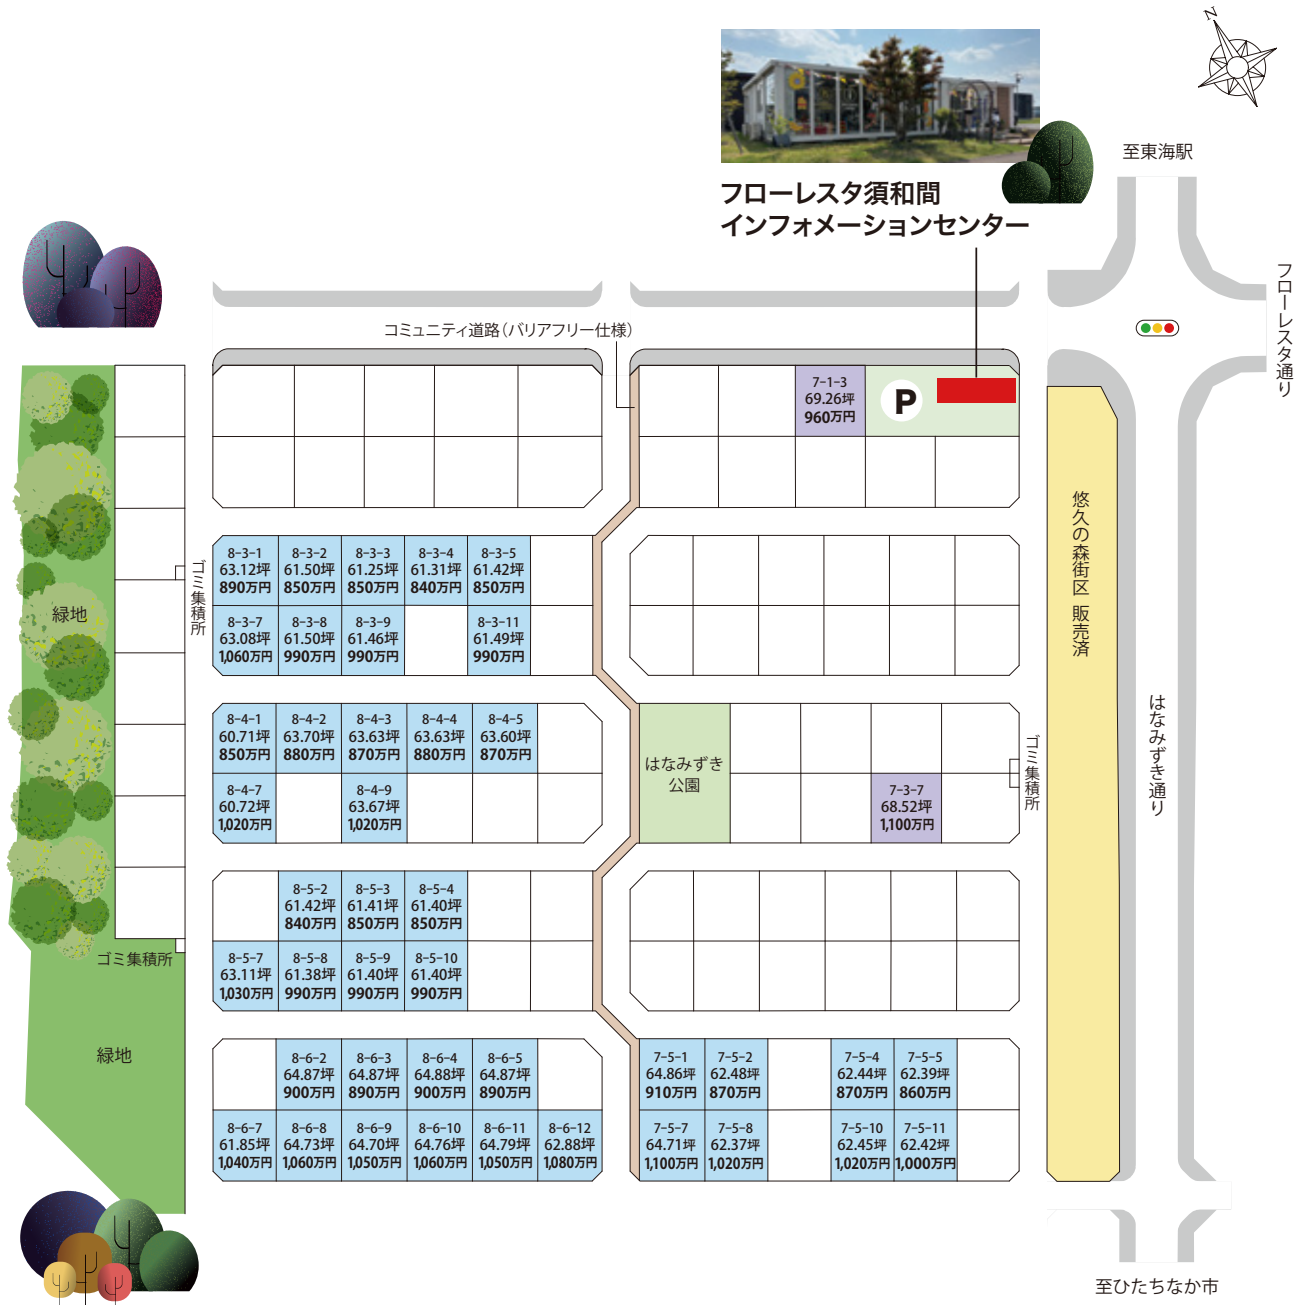 N
至東海駅
フローレスタ須和間
インフォメーションセンター
フローレスタ通り
コミュニティ道路（バリアフリー仕様）
7-1-3
69.26坪
960万円
P
悠久の森街区 販売済
はなみずき通り
緑地
ゴミ集積所
8-3-1
63.12坪
890万円
8-3-2
61.50坪
850万円
8-3-3
61.25坪
850万円
8-3-4
61.31坪
840万円
8-3-5
61.42坪
850万円
8-3-7
63.08坪
1,060万円
8-3-8
61.50坪
990万円
8-3-9
61.46坪
990万円
8-3-11
61.49坪
990万円
8-4-1
60.71坪
850万円
8-4-2
63.70坪
880万円
8-4-3
63.63坪
870万円
8-4-4
63.63坪
880万円
8-4-5
63.60坪
870万円
8-4-7
60.72坪
1,020万円
8-4-9
63.67坪
1,020万円
はなみずき
公園
7-3-7
68.52坪
1,100万円
ゴミ集積所
8-5-2
61.42坪
840万円
8-5-3
61.41坪
850万円
8-5-4
61.40坪
850万円
8-5-7
63.11坪
1,030万円
8-5-8
61.38坪
990万円
8-5-9
61.40坪
990万円
8-5-10
61.40坪
990万円
ゴミ集積所
緑地
8-6-2
64.87坪
900万円
8-6-3
64.87坪
890万円
8-6-4
64.88坪
900万円
8-6-5
64.87坪
890万円
8-6-7
61.85坪
1,040万円
8-6-8
64.73坪
1,060万円
8-6-9
64.70坪
1,050万円
8-6-10
64.76坪
1,060万円
8-6-11
64.79坪
1,050万円
8-6-12
62.88坪
1,080万円
7-5-1
64.86坪
910万円
7-5-2
62.48坪
870万円
7-5-4
62.44坪
870万円
7-5-5
62.39坪
860万円
7-5-7
64.71坪
1,100万円
7-5-8
62.37坪
1,020万円
7-5-10
62.45坪
1,020万円
7-5-11
62.42坪
1,000万円
至ひたちなか市